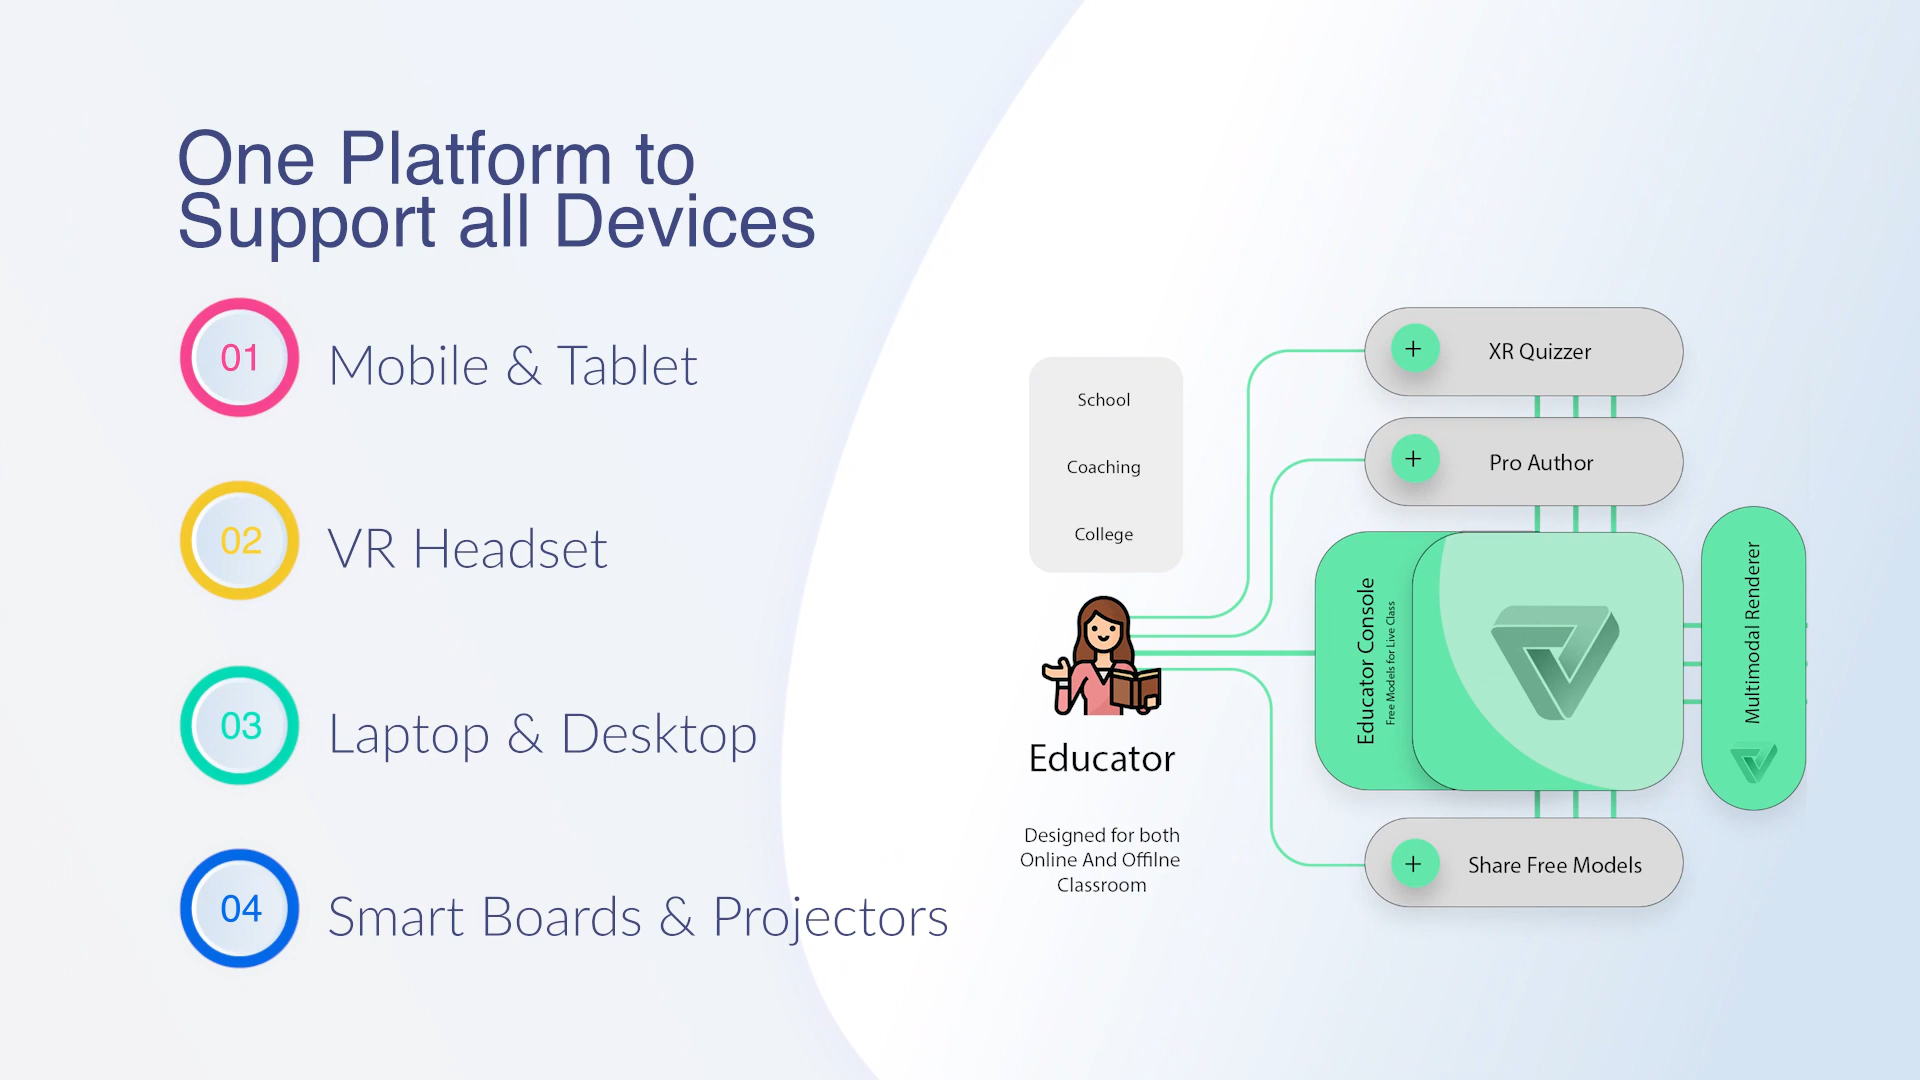 One Platform to
Support all Devices
01
Mobile & Tablet
02
VR Headset
03
Laptop & Desktop
04
Smart Boards & Projectors
School
Coaching
College
Educator
Designed for both
Online And Offilne
Classroom
+
XR Quizzer
+
Pro Author
Educator Console
Free Models for Live Class
Multimodal Renderer
+
Share Free Models